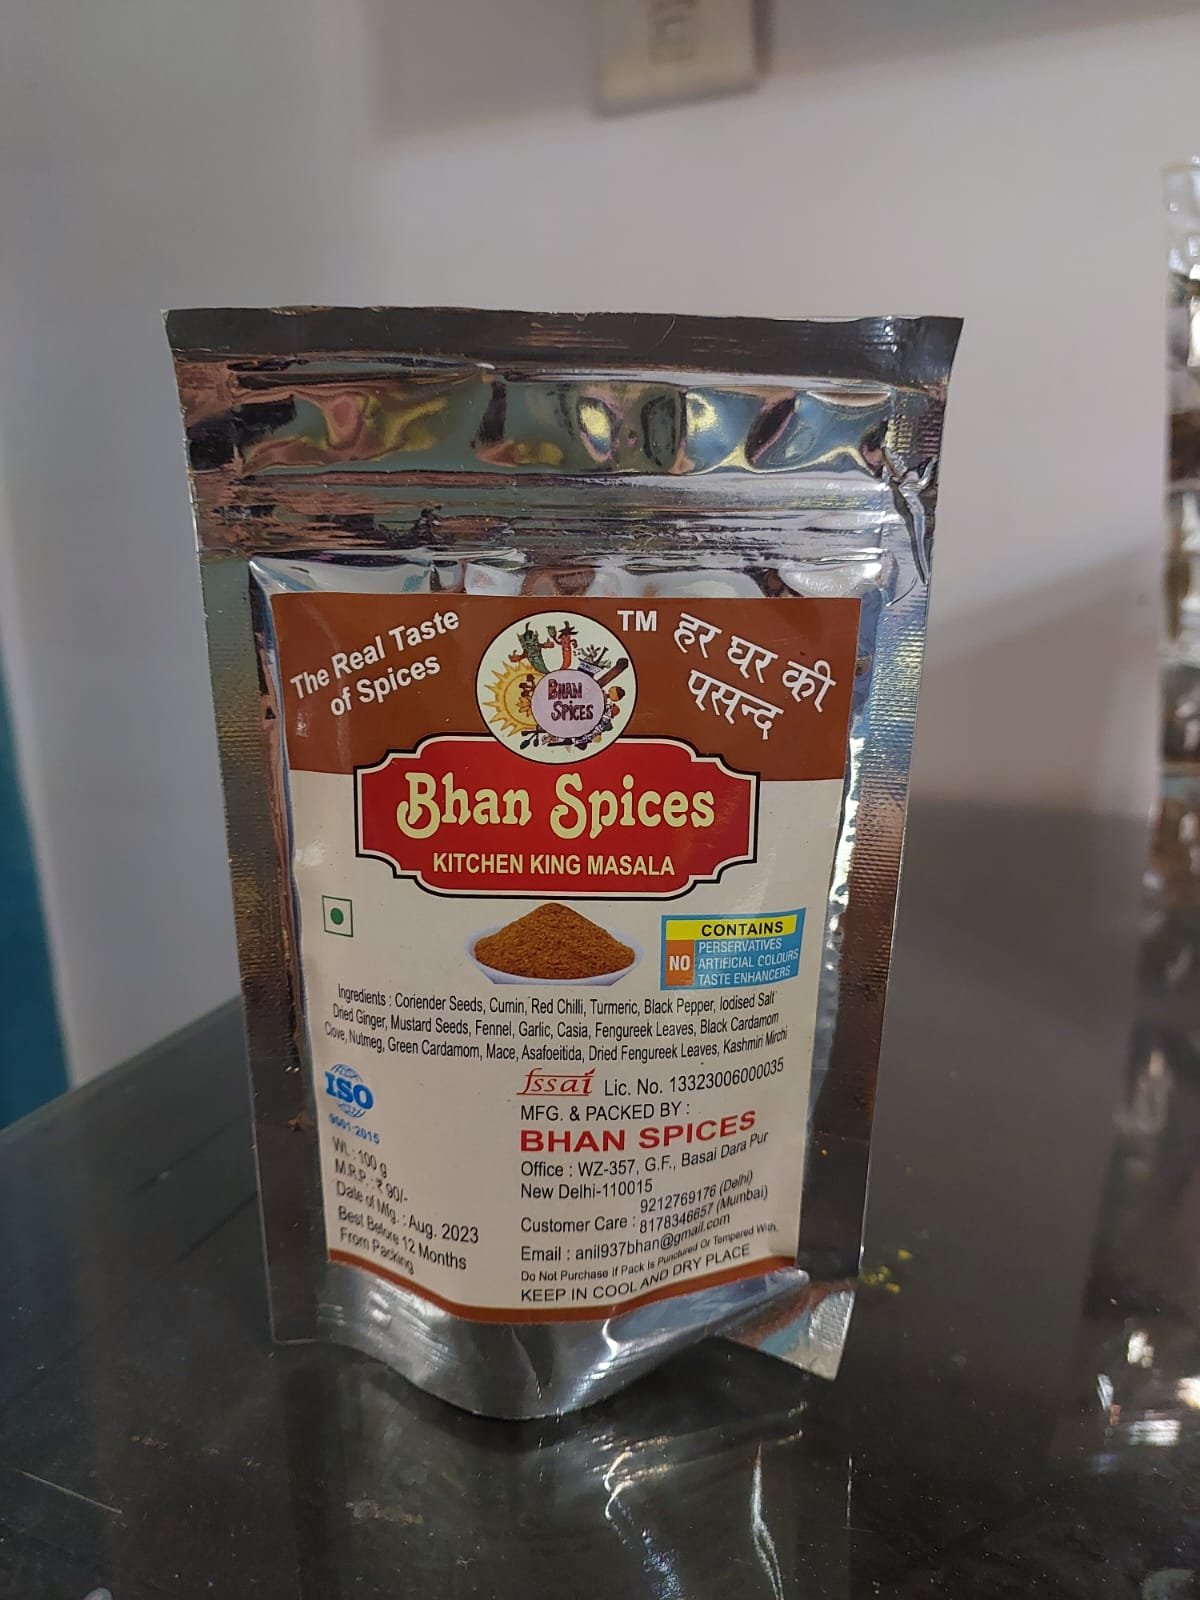 The Real Taste
of Spices
BHAN
SPICES
TM
हर घर की
पसन्द
Bhan Spices
KITCHEN KING MASALA
CONTAINS
NO
PERSERVATIVES
ARTIFICIAL COLOURS
TASTE ENHANCERS
Ingredients : Coriender Seeds, Cumin, Red Chilli, Turmeric, Black Pepper, Iodised Salt
Dried Ginger, Mustard Seeds, Fennel, Garlic, Casia, Fengureek Leaves, Black Cardamom
Clove, Nutmeg, Green Cardamom, Mace, Asafoeitida, Dried Fengureek Leaves, Kashmiri Mirchi
ISO
9001:2015
fssai Lic. No. 13323006000035
MFG. & PACKED BY :
BHAN SPICES
Office : WZ-357, G.F., Basai Dara Pur
New Delhi-110015
Customer Care : 9212769176 (Delhi)
8178346657 (Mumbai)
Email : anil937bhan@gmail.com
Do Not Purchase If Pack Is Punctured Or Tempered With.
KEEP IN COOL AND DRY PLACE
Wt. : 100 g
M.R.P. : ₹ 90/-
Date of Mfg. : Aug. 2023
Best Before 12 Months
From Packing